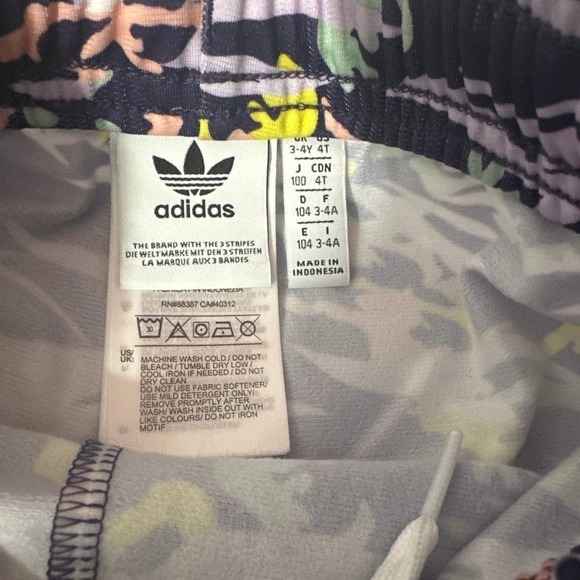 adidas
THE BRAND WITH THE 3 STRIPES
DIE WELTMARKE MIT DEN 3 STREIFEN
LA MARQUE AUX 3 BANDES
UK US
3-4Y 4T
J CDN
100 4T
D F
104 3-4A
E I
104 3-4A
MADE IN
INDONESIA
RN#88387 CA#40312
30
US/
UK:
MACHINE WASH COLD / DO NOT
BLEACH / TUMBLE DRY LOW /
COOL IRON IF NEEDED / DO NOT
DRY CLEAN
DO NOT USE FABRIC SOFTENER/
USE MILD DETERGENT ONLY/
REMOVE PROMPTLY AFTER
WASH/ WASH INSIDE OUT WITH
LIKE COLOURS/ DO NOT IRON
MOTIF